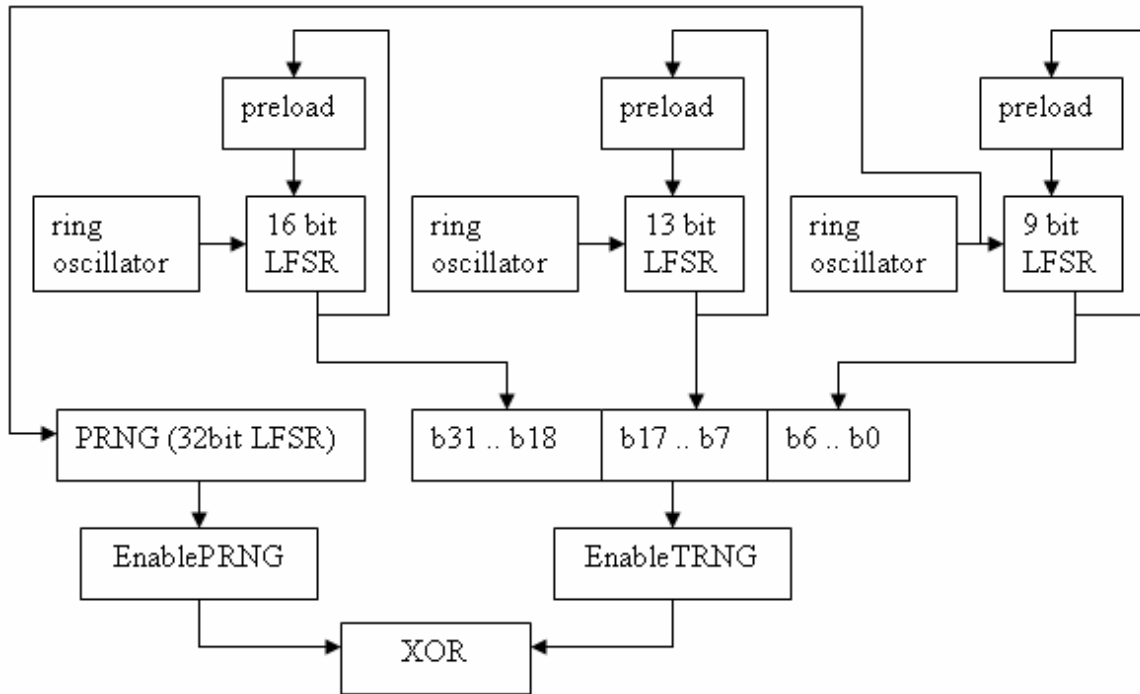 preload
preload
preload
ring
oscillator
16 bit
LFSR
ring
oscillator
13 bit
LFSR
ring
oscillator
9 bit
LFSR
PRNG (32bit LFSR)
b31 .. b18
b17 .. b7
b6 .. b0
EnablePRNG
EnableTRNG
XOR